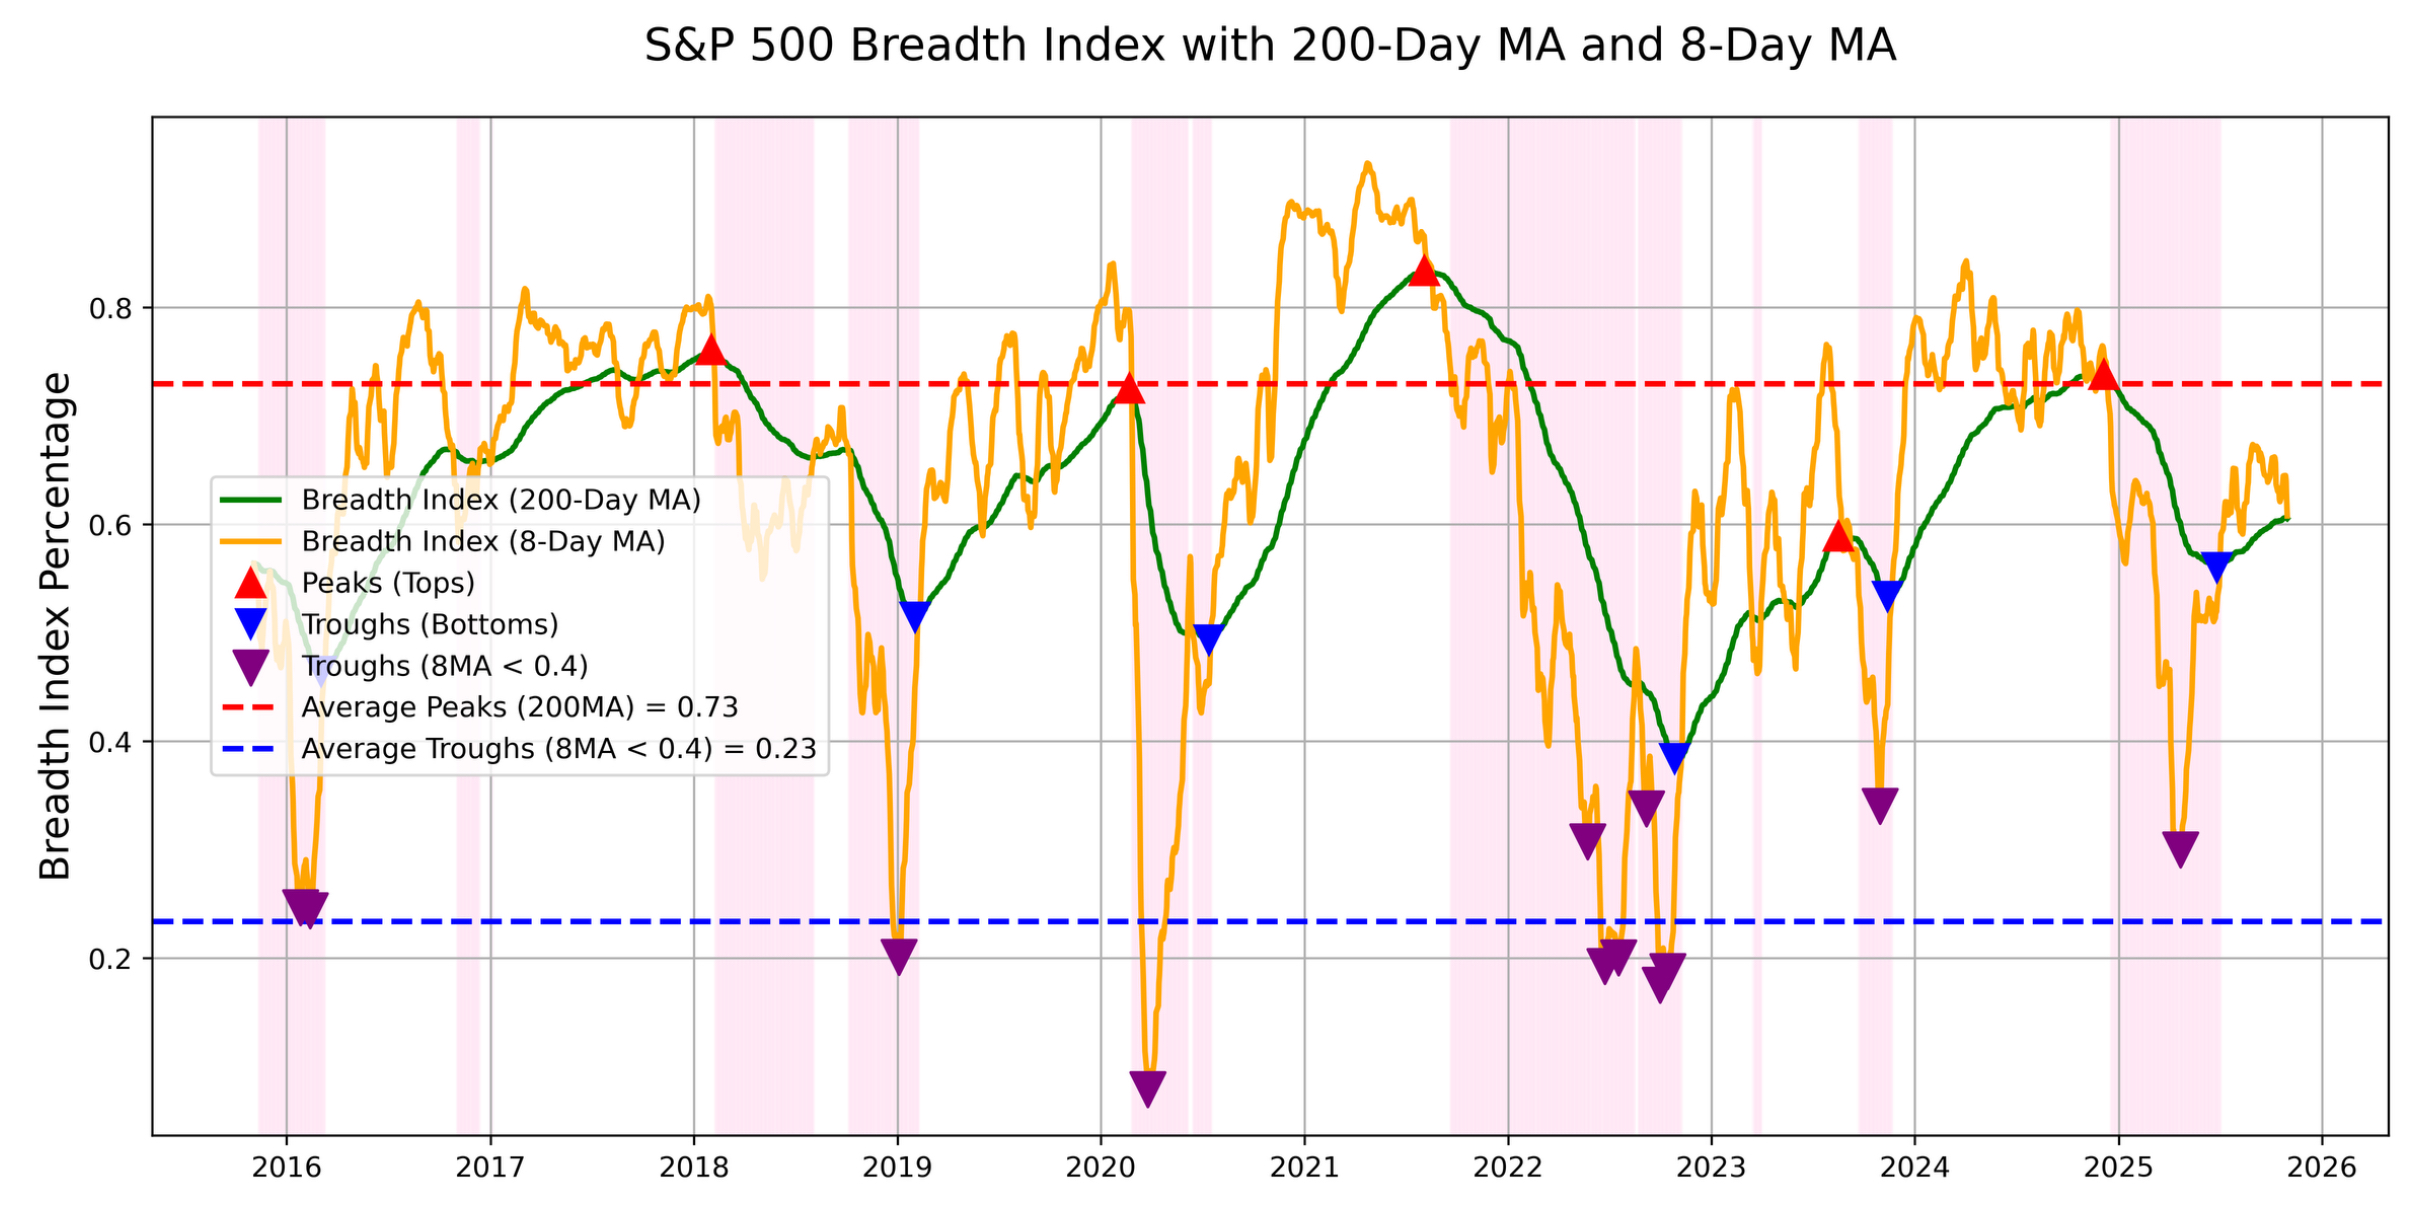 S&P 500 Breadth Index with 200-Day MA and 8-Day MA
Breadth Index Percentage
0.8
0.6
0.4
0.2
Breadth Index (200-Day MA)
Breadth Index (8-Day MA)
Peaks (Tops)
Troughs (Bottoms)
Troughs (8MA < 0.4)
Average Peaks (200MA) = 0.73
Average Troughs (8MA < 0.4) = 0.23
2016 2017 2018 2019 2020 2021 2022 2023 2024 2025 2026